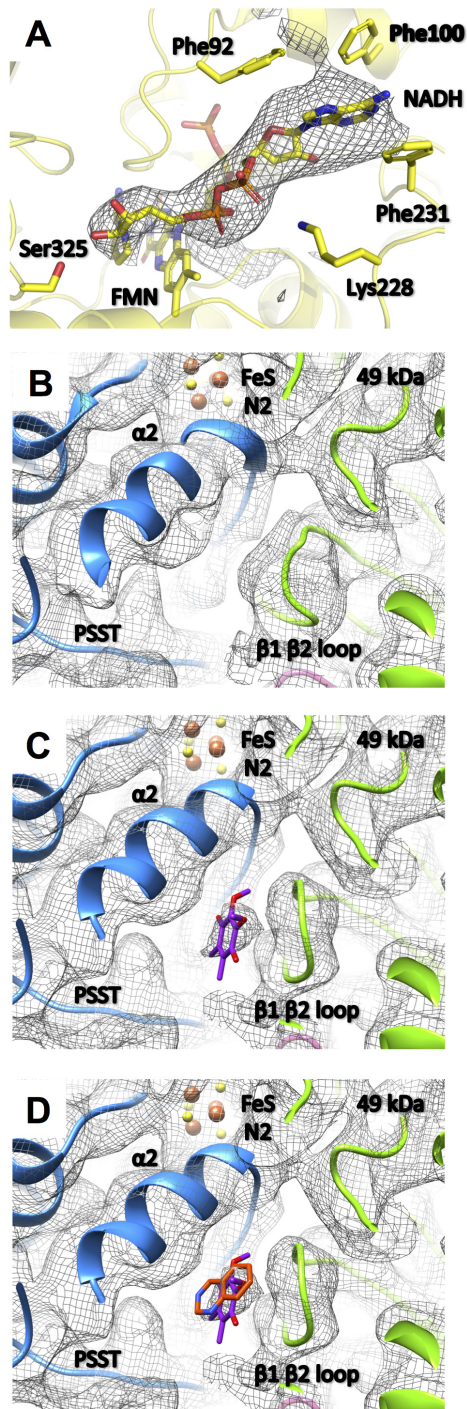 A
Phe92
Phe100
NADH
Phe231
Ser325
FMN
Lys228
B
FeS
N2
49 kDa
α2
PSST
β1 β2 loop
C
FeS
N2
49 kDa
α2
PSST
β1 β2 loop
D
FeS
N2
49 kDa
α2
PSST
β1 β2 loop